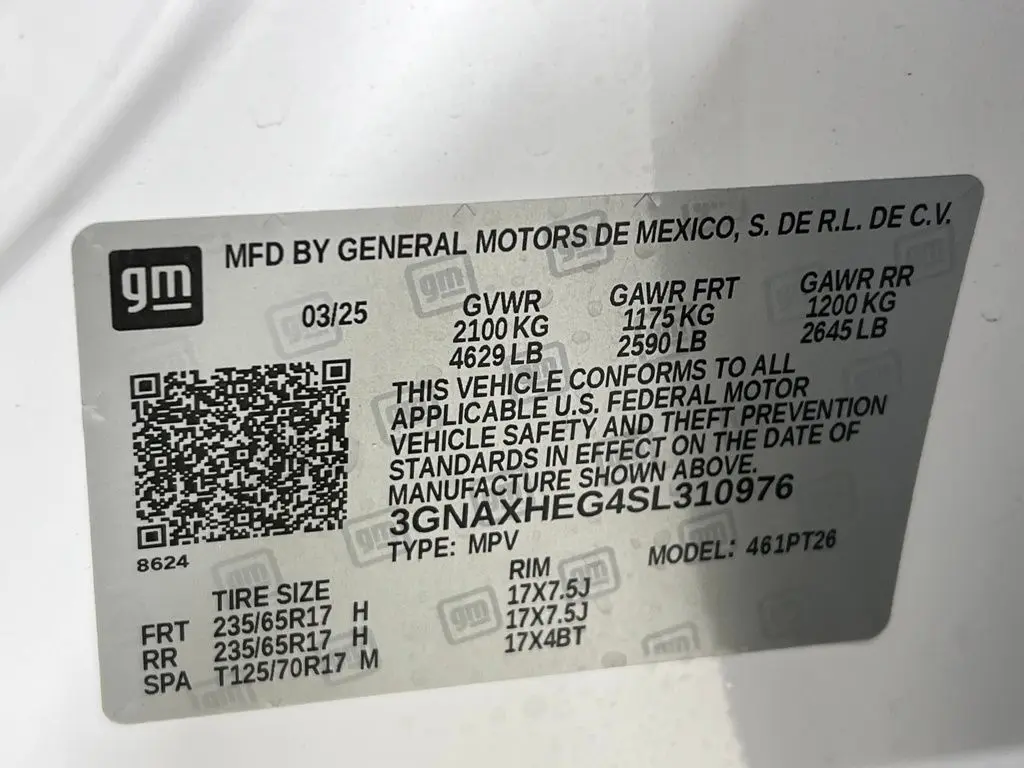 gm MFD BY GENERAL MOTORS DE MEXICO, S. DE R.L. DE C.V.
03/25 GVWR GAWR FRT GAWR RR
2100 KG 1175 KG 1200 KG
4629 LB 2590 LB 2645 LB
THIS VEHICLE CONFORMS TO ALL
APPLICABLE U.S. FEDERAL MOTOR
VEHICLE SAFETY AND THEFT PREVENTION
STANDARDS IN EFFECT ON THE DATE OF
MANUFACTURE SHOWN ABOVE.
3GNAXHEG4SL310976
8624 TYPE: MPV MODEL: 461PT26
TIRE SIZE RIM
FRT 235/65R17 H 17X7.5J
RR 235/65R17 H 17X7.5J
SPA T125/70R17 M 17X4BT